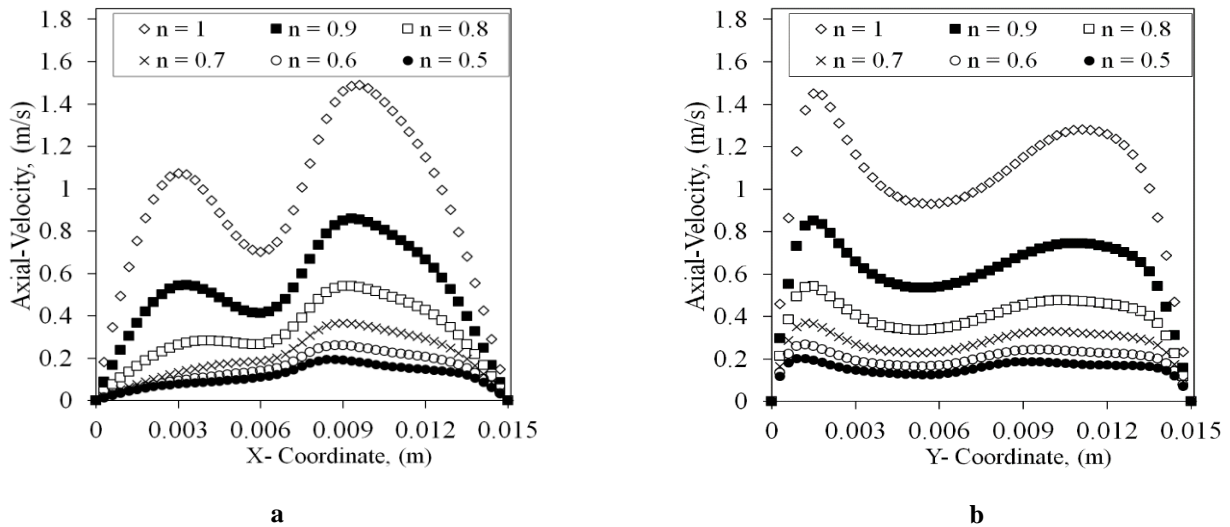 1.8
1.6
1.4
1.2
1
0.8
0.6
0.4
0.2
0
Axial-Velocity, (m/s)
◇ n = 1 ■ n = 0.9 □ n = 0.8
× n = 0.7 ○ n = 0.6 ● n = 0.5
0 0.003 0.006 0.009 0.012 0.015
X- Coordinate, (m)
a
1.8
1.6
1.4
1.2
1
0.8
0.6
0.4
0.2
0
Axial-Velocity, (m/s)
◇ n = 1 ■ n = 0.9 □ n = 0.8
× n = 0.7 ○ n = 0.6 ● n = 0.5
0 0.003 0.006 0.009 0.012 0.015
Y- Coordinate, (m)
b